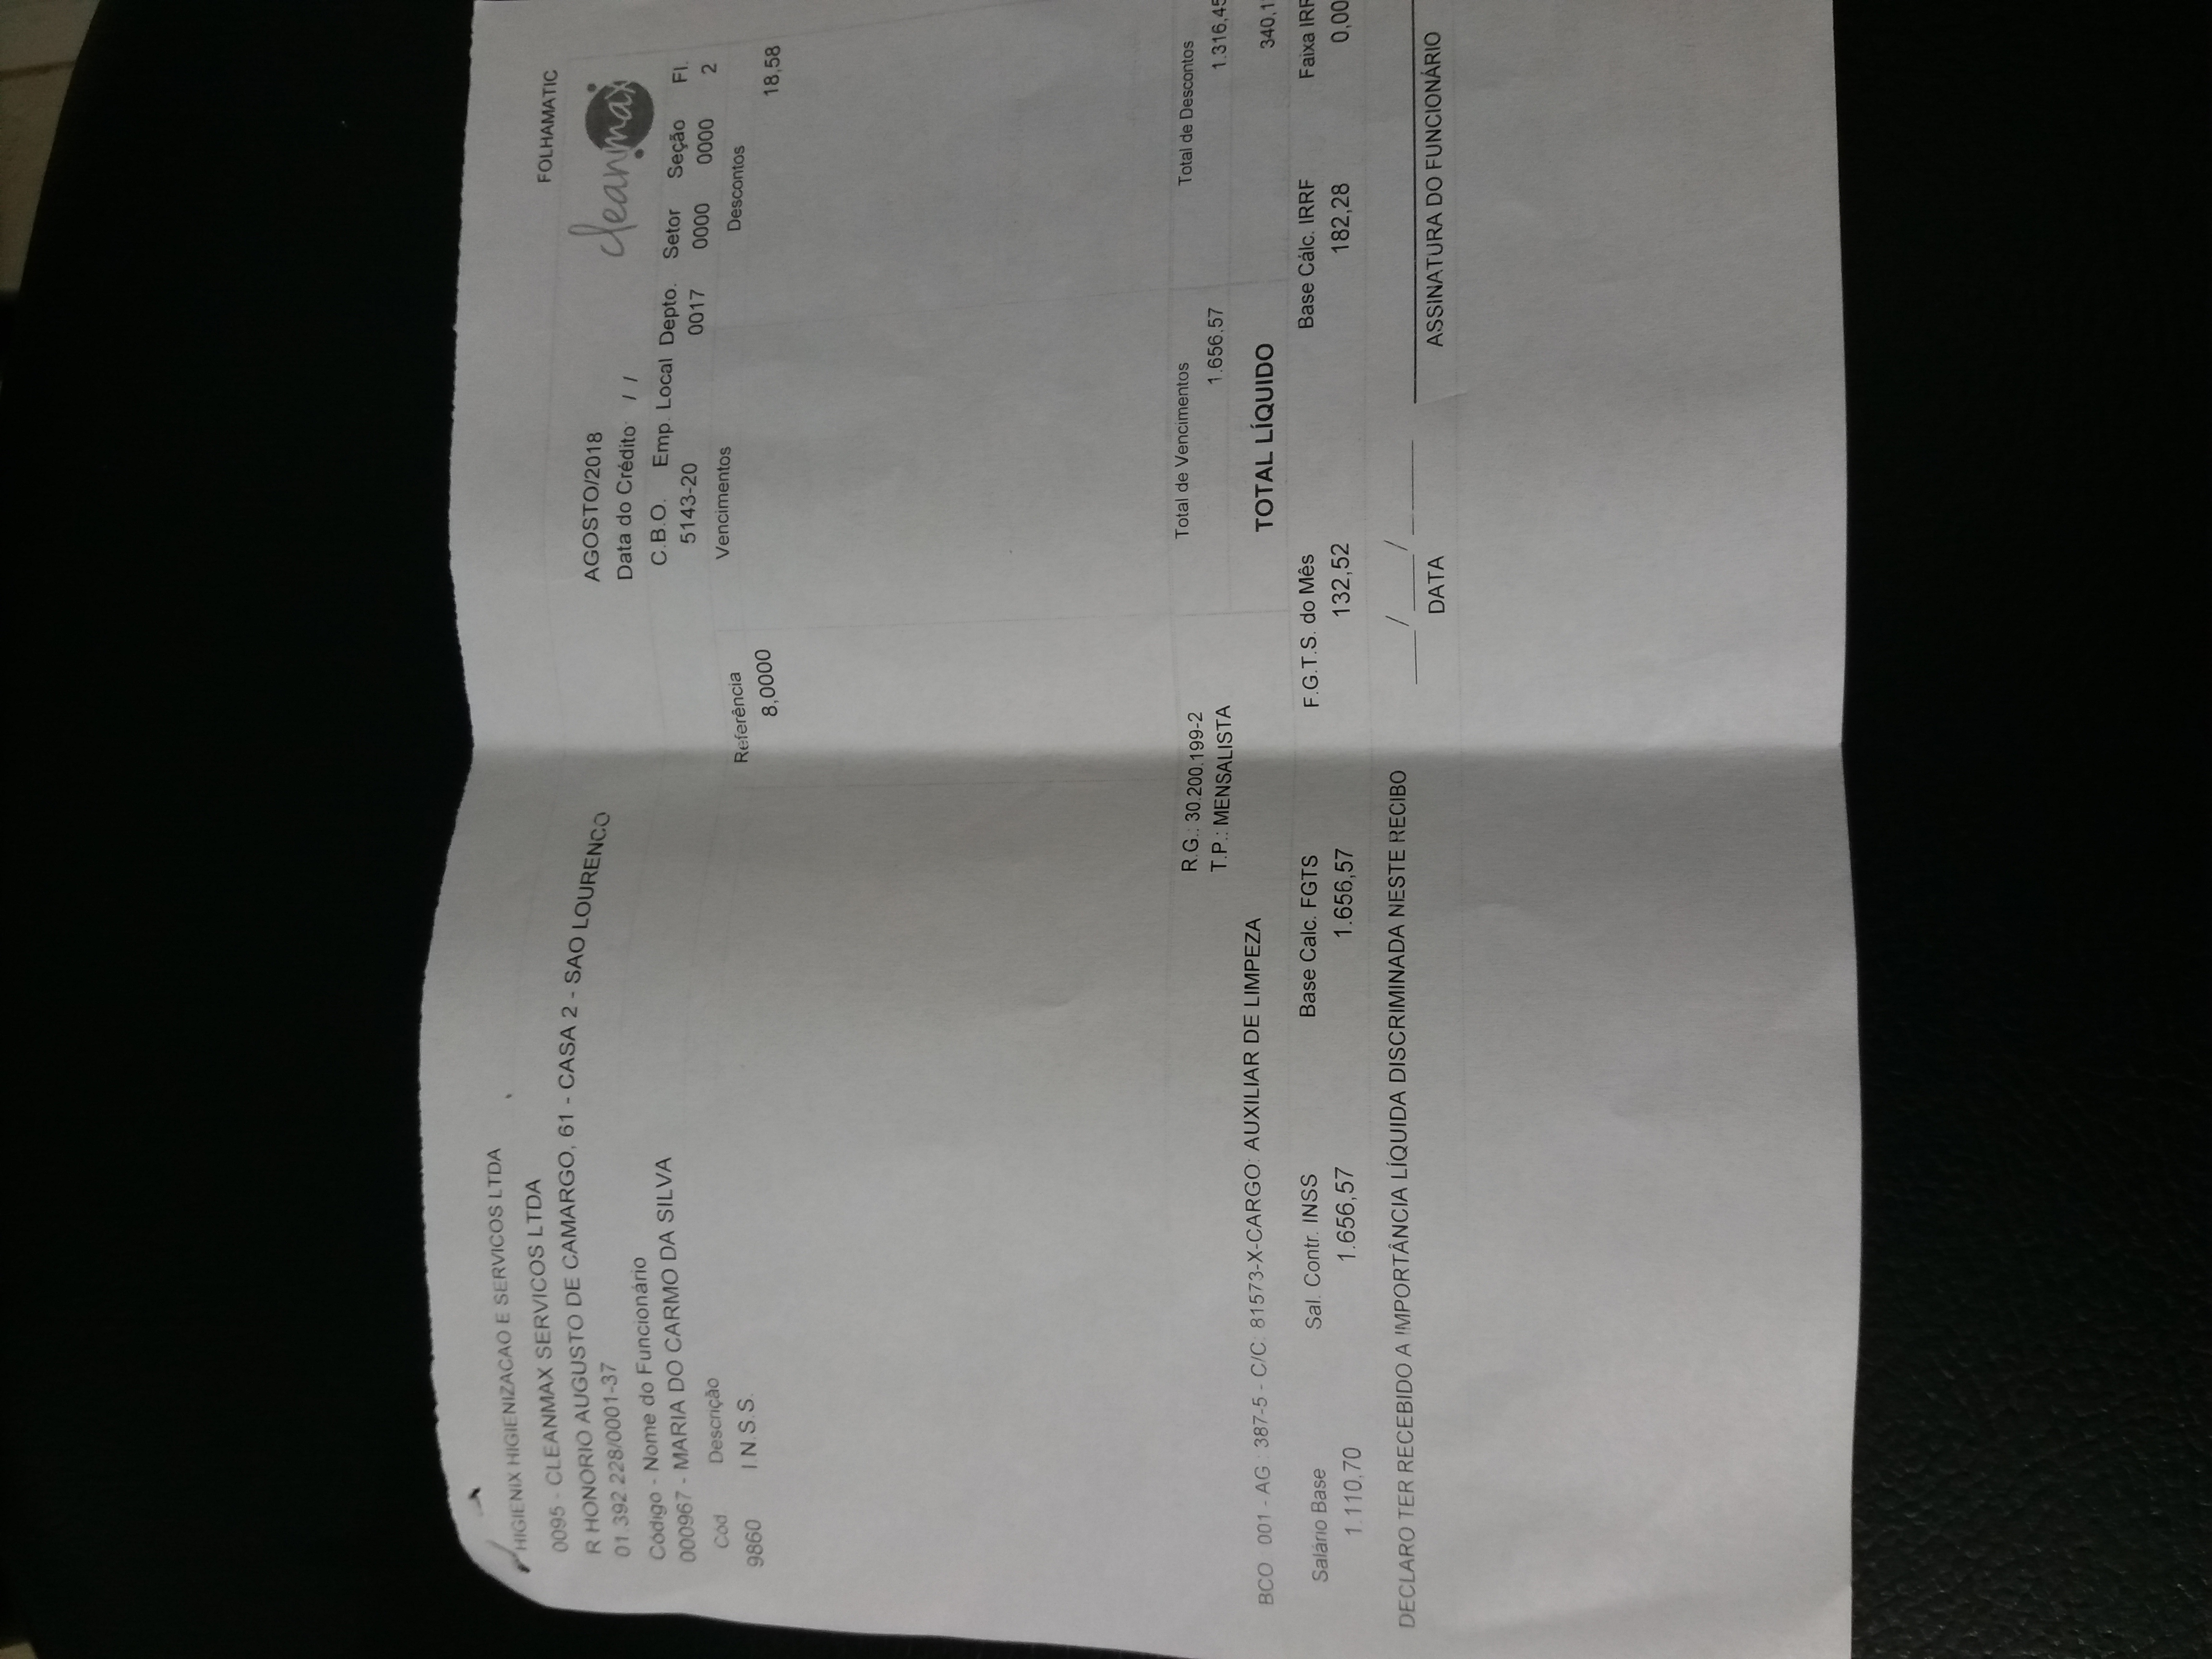 HIGIENIX HIGIENIZACAO E SERVICOS LTDA
0095 - CLEANMAX SERVICOS LTDA
R HONORIO AUGUSTO DE CAMARGO, 61 - CASA 2 - SAO LOURENCO
01.392.228/0001-37
FOLHAMATIC
AGOSTO/2018
cleanmax
Data do Crédito: / /
Código - Nome do Funcionário
000967 - MARIA DO CARMO DA SILVA
C.B.O. Emp. Local Depto. Setor Seção Fl.
5143-20 0017 0000 0000 2
Cód. Descrição Referência Vencimentos Descontos
9860 I.N.S.S. 8,0000 18,58
R.G.: 30.200.199-2
T.P.: MENSALISTA
Total de Vencimentos Total de Descontos
1.656,57 1.316,45
BCO: 001 - AG.: 387-5 - C/C: 81573-X-CARGO: AUXILIAR DE LIMPEZA
TOTAL LÍQUIDO 340,1
Salário Base Sal. Contr. INSS Base Calc. FGTS F.G.T.S. do Mês Base Cálc. IRRF Faixa IRF
1.110,70 1.656,57 1.656,57 132,52 182,28 0,00
DECLARO TER RECEBIDO A IMPORTÂNCIA LÍQUIDA DISCRIMINADA NESTE RECIBO ____/____/_______
DATA ASSINATURA DO FUNCIONÁRIO